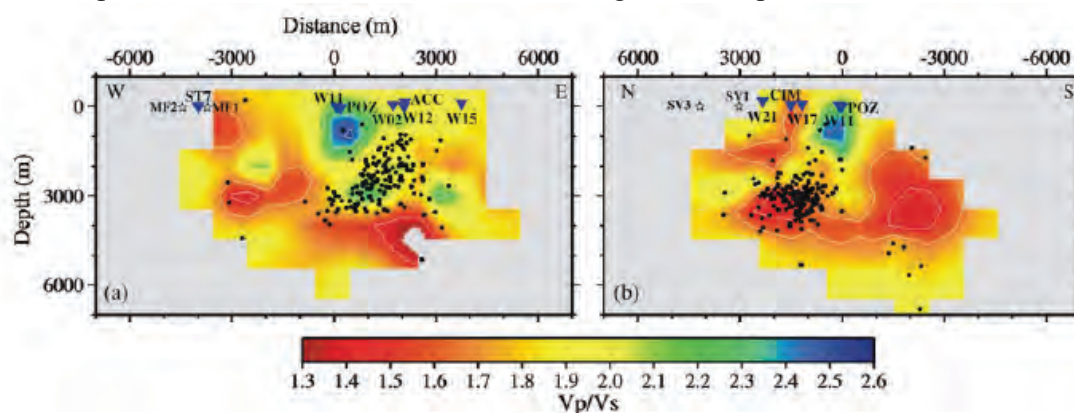 Distance (m)
-6000 -3000 0 3000 6000 6000 3000 0 -3000 -6000
W E N S
ST7 W11 ACC SY1 CIM
MF2☆ ☆MF1 POZ W02 W12 W15 SV3☆ ☆ W21 W17 W11 POZ
0
3000
6000
Depth (m)
(a) (b)
1.3 1.4 1.5 1.6 1.7 1.8 1.9 2.0 2.1 2.2 2.3 2.4 2.5 2.6
Vp/Vs